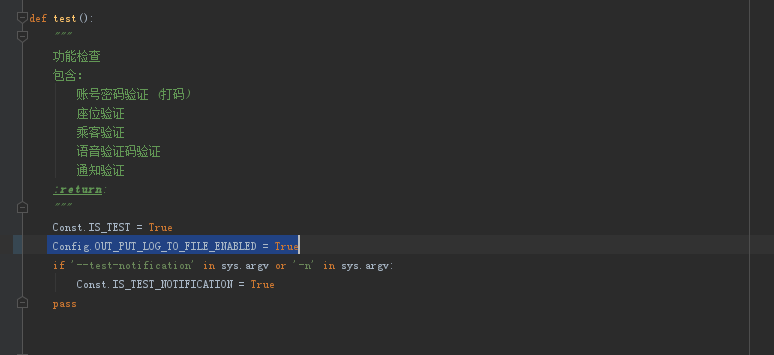 def test():
"""
功能检查
包含:
账号密码验证 (打码)
座位验证
乘客验证
语音验证码验证
通知验证
:return:
"""
Const.IS_TEST = True
Config.OUT_PUT_LOG_TO_FILE_ENABLED = True
if '--test-notification' in sys.argv or '-n' in sys.argv:
Const.IS_TEST_NOTIFICATION = True
pass